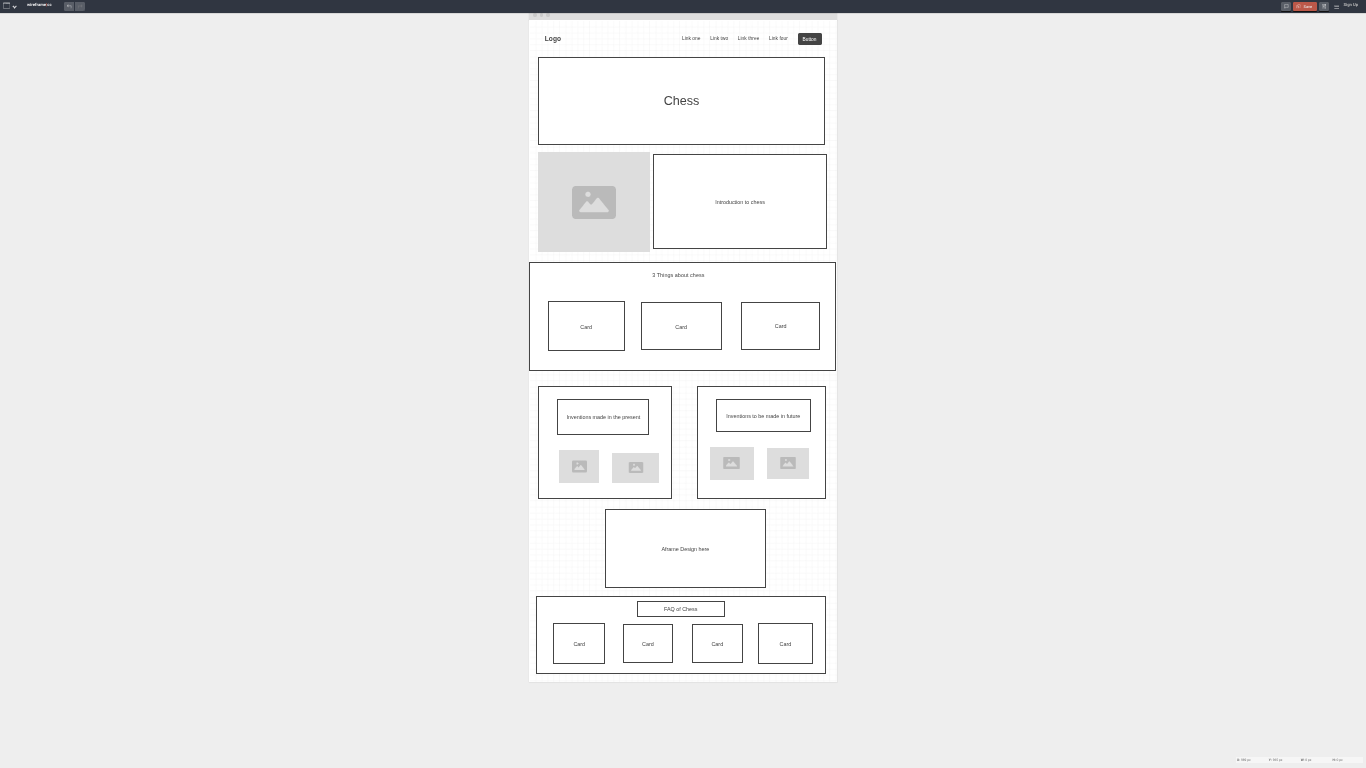 wireframe.cc
Save
Sign Up
Logo
Link one
Link two
Link three
Link four
Button
Chess
Introduction to chess
3 Things about chess
Card
Card
Card
Inventions made in the present
Inventions to be made in future
Aframe Design here
FAQ of Chess
Card
Card
Card
Card